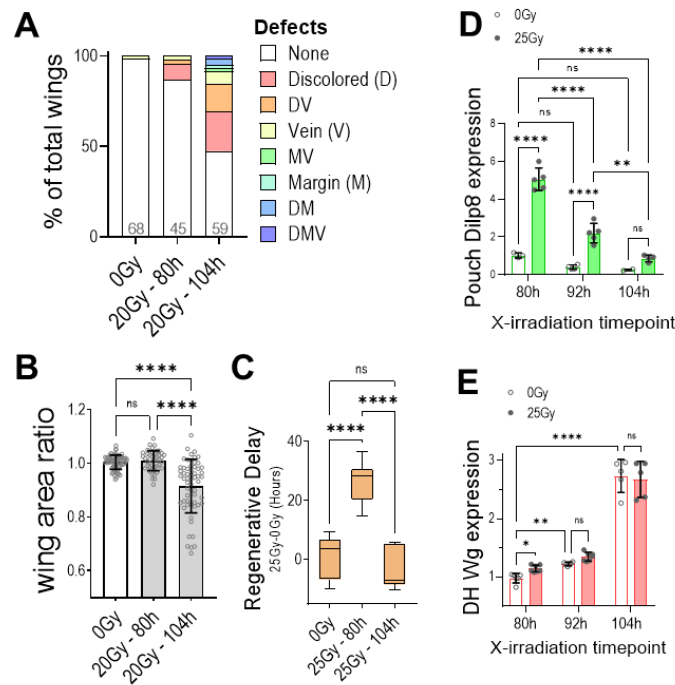 A
% of total wings
100
50
0
68
45
59
0Gy
20Gy - 80h
20Gy - 104h
Defects
None
Discolored (D)
DV
Vein (V)
MV
Margin (M)
DM
DMV
B
wing area ratio
1.2
1.0
0.8
0.6
****
ns
****
0Gy
20Gy - 80h
20Gy - 104h
C
Regenerative Delay
25Gy-0Gy (Hours)
40
20
0
ns
****
****
0Gy
25Gy - 80h
25Gy - 104h
D
0Gy
25Gy
Pouch Dilp8 expression
8
6
4
2
0
****
ns
****
ns
**
****
****
ns
80h
92h
104h
X-irradiation timepoint
E
0Gy
25Gy
DH Wg expression
3
2
1
****
ns
**
ns
*
80h
92h
104h
X-irradiation timepoint